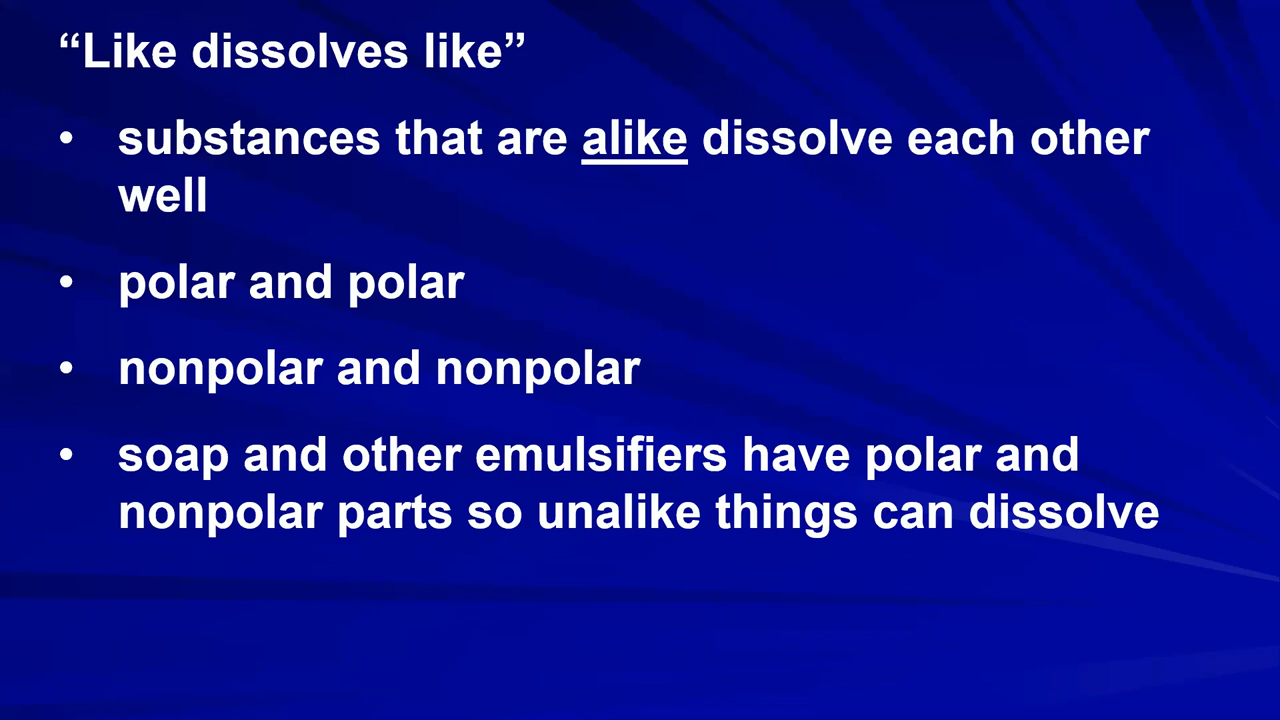 “Like dissolves like”
• substances that are alike dissolve each other
well
• polar and polar
• nonpolar and nonpolar
• soap and other emulsifiers have polar and
nonpolar parts so unalike things can dissolve